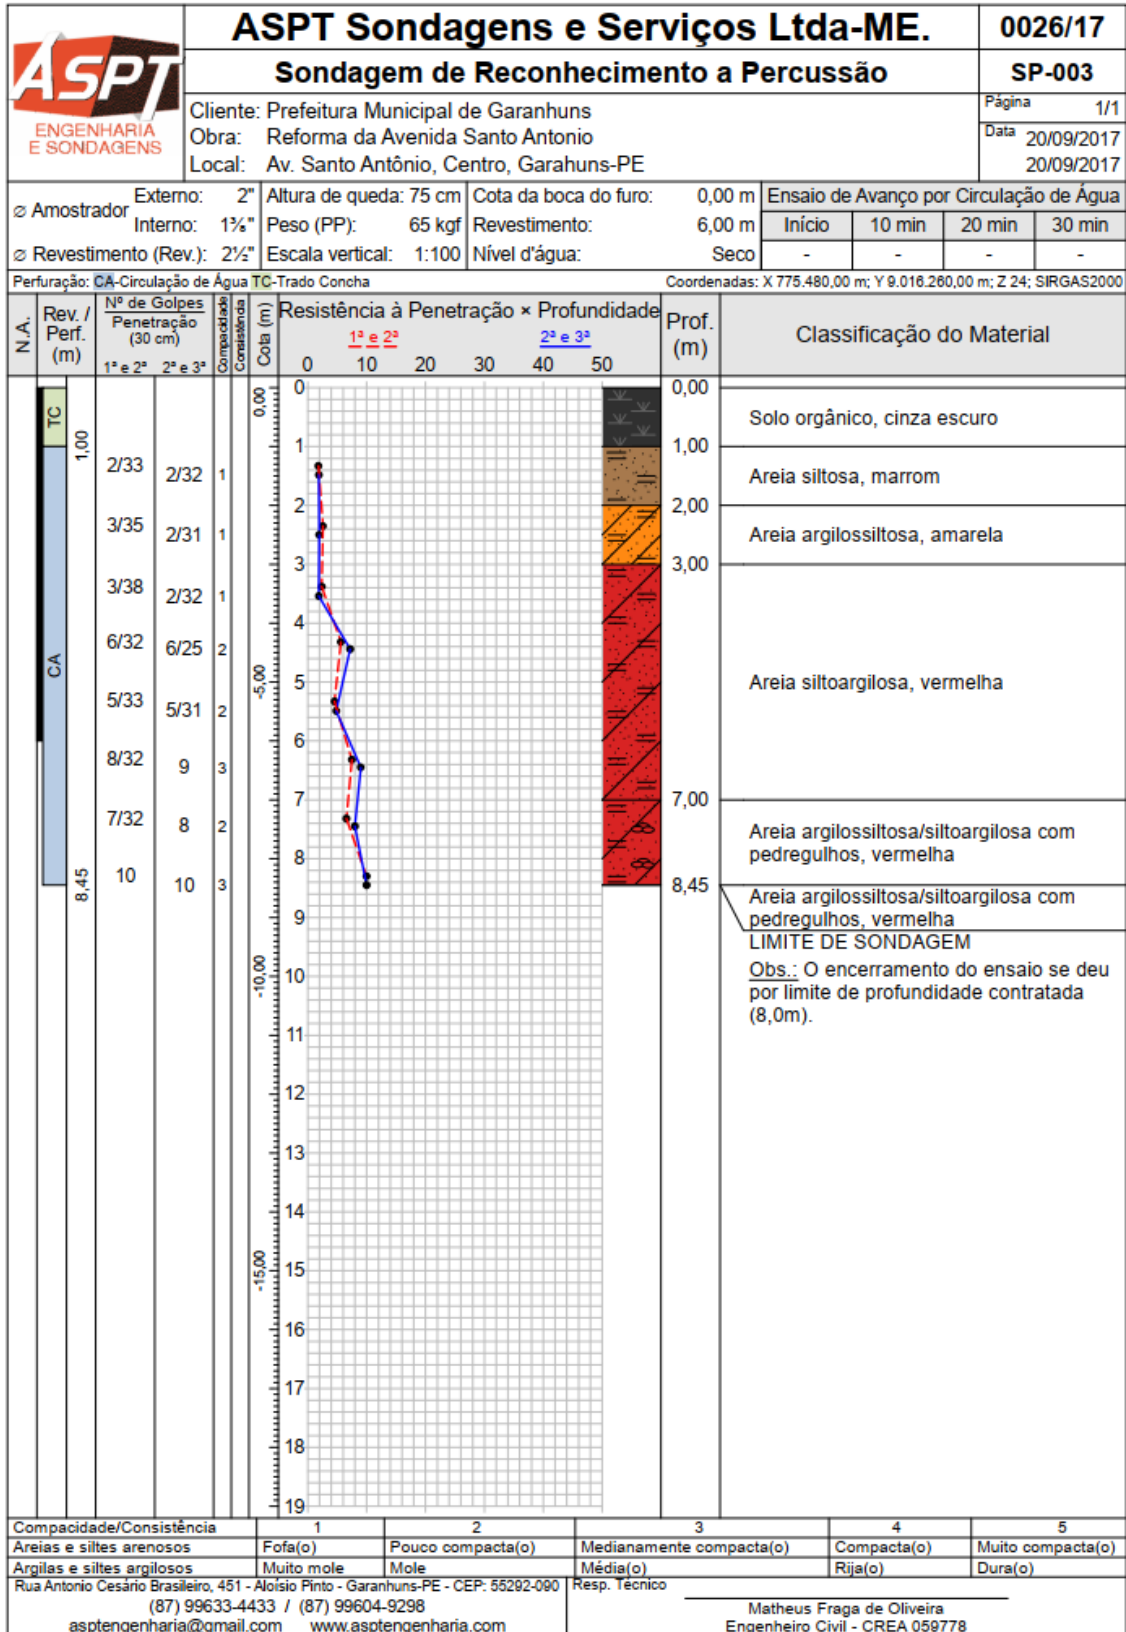 ASPT
ENGENHARIA
E SONDAGENS
ASPT Sondagens e Serviços Ltda-ME.
0026/17
Sondagem de Reconhecimento a Percussão
SP-003
Cliente: Prefeitura Municipal de Garanhuns
Obra: Reforma da Avenida Santo Antonio
Local: Av. Santo Antônio, Centro, Garahuns-PE
Página 1/1
Data 20/09/2017
20/09/2017
⌀ Amostrador Externo: 2" Altura de queda: 75 cm Cota da boca do furo: 0,00 m Ensaio de Avanço por Circulação de Água
Interno: 1⅜" Peso (PP): 65 kgf Revestimento: 6,00 m Início 10 min 20 min 30 min
⌀ Revestimento (Rev.): 2½" Escala vertical: 1:100 Nível d'água: Seco - - - -
Perfuração: CA-Circulação de Água TC-Trado Concha Coordenadas: X 775.480,00 m; Y 9.016.260,00 m; Z 24; SIRGAS2000
N.A.
Rev. /
Perf.
(m)
Nº de Golpes
Penetração
(30 cm)
1ª e 2ª 2ª e 3ª
Compacidade
Consistência
Cota (m)
Resistência à Penetração × Profundidade
1ª e 2ª 2ª e 3ª
0 10 20 30 40 50
Prof.
(m)
Classificação do Material
TC
1,00
CA
8,45
2/33 2/32 1
3/35 2/31 1
3/38 2/32 1
6/32 6/25 2
5/33 5/31 2
8/32 9 3
7/32 8 2
10 10 3
0,00
-5,00
-10,00
-15,00
0
1
2
3
4
5
6
7
8
9
10
11
12
13
14
15
16
17
18
19
0,00
Solo orgânico, cinza escuro
1,00
Areia siltosa, marrom
2,00
Areia argilossiltosa, amarela
3,00
Areia siltoargilosa, vermelha
7,00
Areia argilossiltosa/siltoargilosa com
pedregulhos, vermelha
8,45
Areia argilossiltosa/siltoargilosa com
pedregulhos, vermelha
LIMITE DE SONDAGEM
Obs.: O encerramento do ensaio se deu
por limite de profundidade contratada
(8,0m).
Compacidade/Consistência 1 2 3 4 5
Areias e siltes arenosos Fofa(o) Pouco compacta(o) Medianamente compacta(o) Compacta(o) Muito compacta(o)
Argilas e siltes argilosos Muito mole Mole Média(o) Rija(o) Dura(o)
Rua Antonio Cesário Brasileiro, 451 - Aloísio Pinto - Garanhuns-PE - CEP: 55292-090
(87) 99633-4433 / (87) 99604-9298
asptengenharia@gmail.com www.asptengenharia.com
Resp. Técnico
Matheus Fraga de Oliveira
Engenheiro Civil - CREA 059778